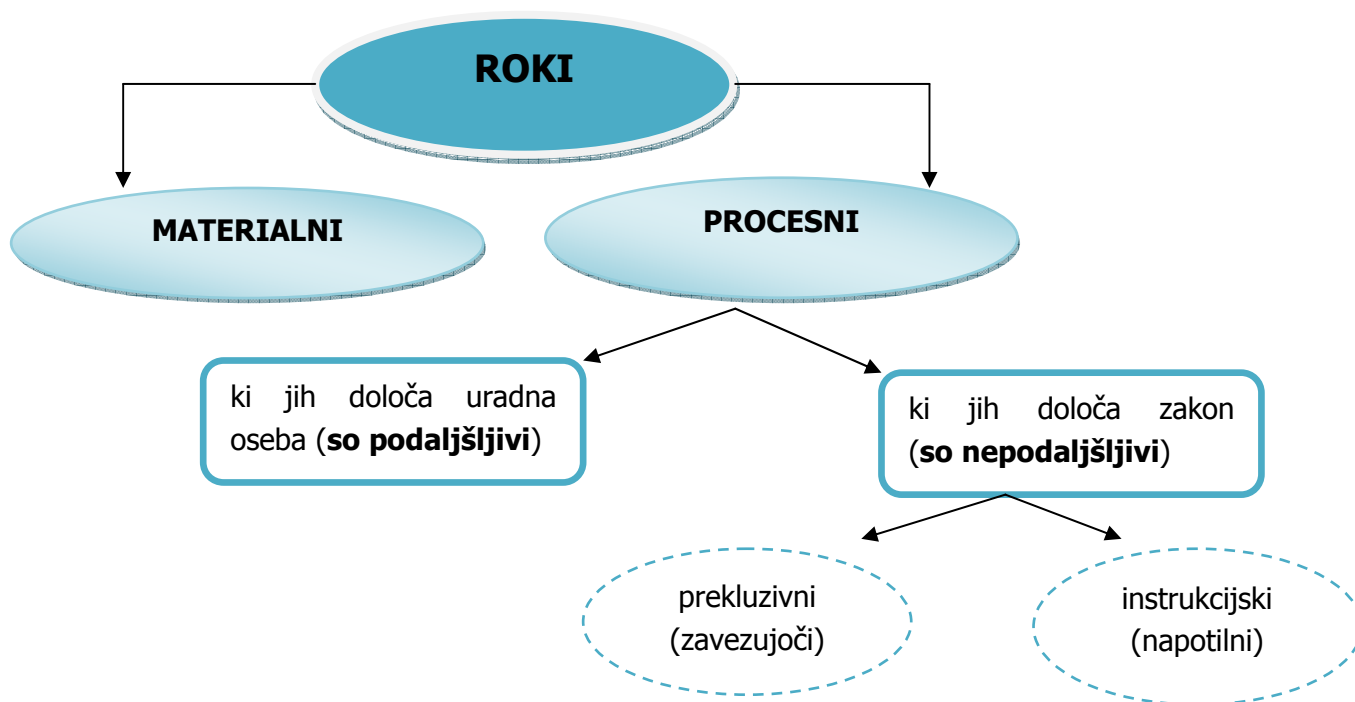 ROKI
MATERIALNI
PROCESNI
ki jih določa uradna
oseba (so podaljšljivi)
ki jih določa zakon
(so nepodaljšljivi)
prekluzivni
(zavezujoči)
instrukcijski
(napotilni)